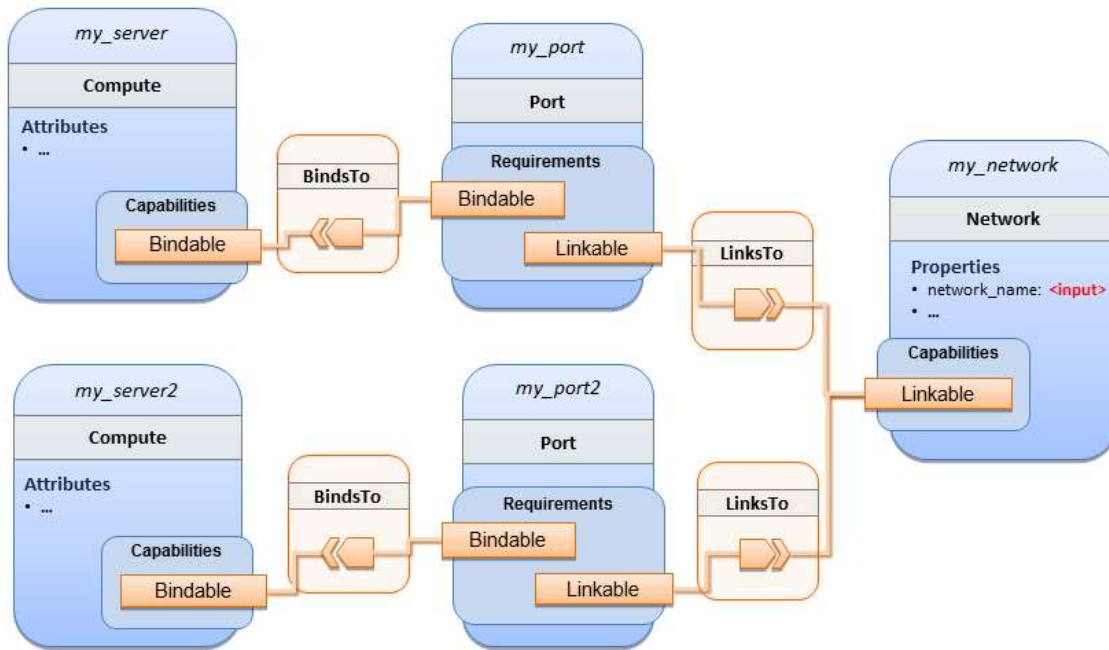 my_server
Compute
Attributes
• ...
Capabilities
Bindable
BindsTo
my_port
Port
Requirements
Bindable
Linkable
LinksTo
my_network
Network
Properties
• network_name: <input>
• ...
Capabilities
Linkable
my_server2
Compute
Attributes
• ...
Capabilities
Bindable
BindsTo
my_port2
Port
Requirements
Bindable
Linkable
LinksTo